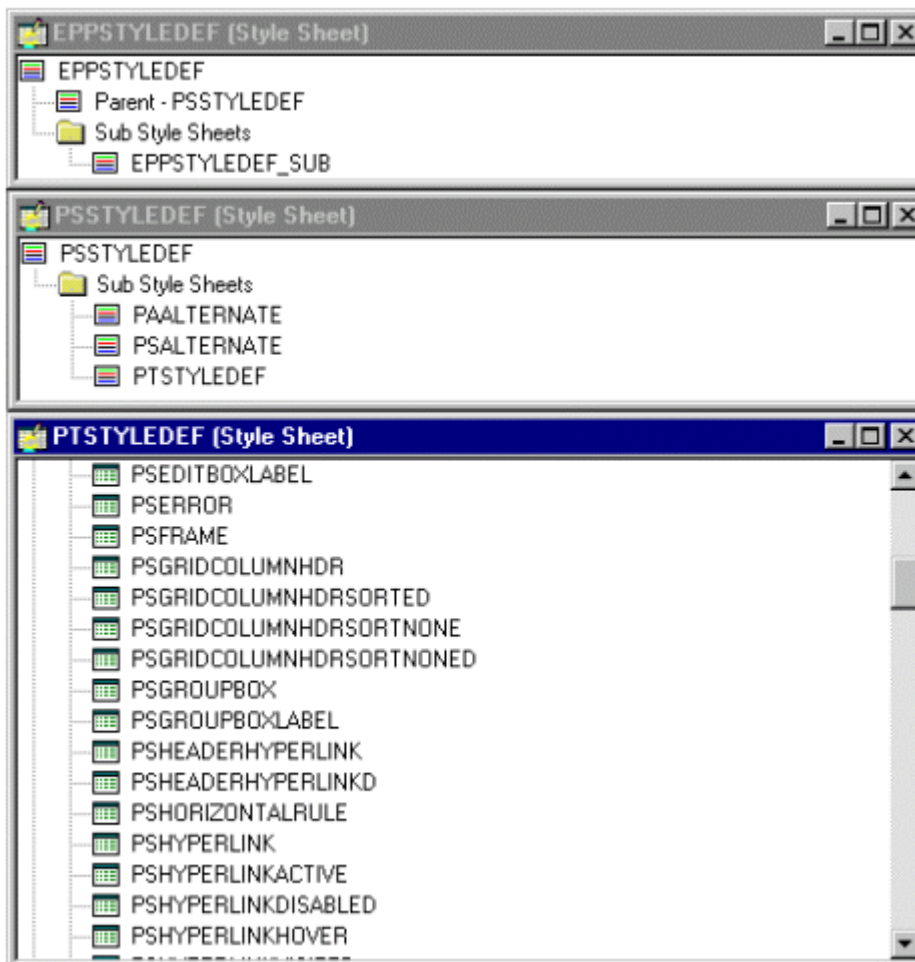 EPPSTYLEDEF (Style Sheet)
EPPSTYLEDEF
Parent - PSSTYLEDEF
Sub Style Sheets
EPPSTYLEDEF_SUB
PSSTYLEDEF (Style Sheet)
PSSTYLEDEF
Sub Style Sheets
PAALTERNATE
PSALTERNATE
PTSTYLEDEF
PTSTYLEDEF (Style Sheet)
PSEDITBOXLABEL
PSERROR
PSFRAME
PSGRIDCOLUMNHDR
PSGRIDCOLUMNHDRSORTED
PSGRIDCOLUMNHDRSORTNONE
PSGRIDCOLUMNHDRSORTNONED
PSGROUPBOX
PSGROUPBOXLABEL
PSHEADERHYPERLINK
PSHEADERHYPERLINKD
PSHORIZONTALRULE
PSHYPERLINK
PSHYPERLINKACTIVE
PSHYPERLINKDISABLED
PSHYPERLINKHOVER